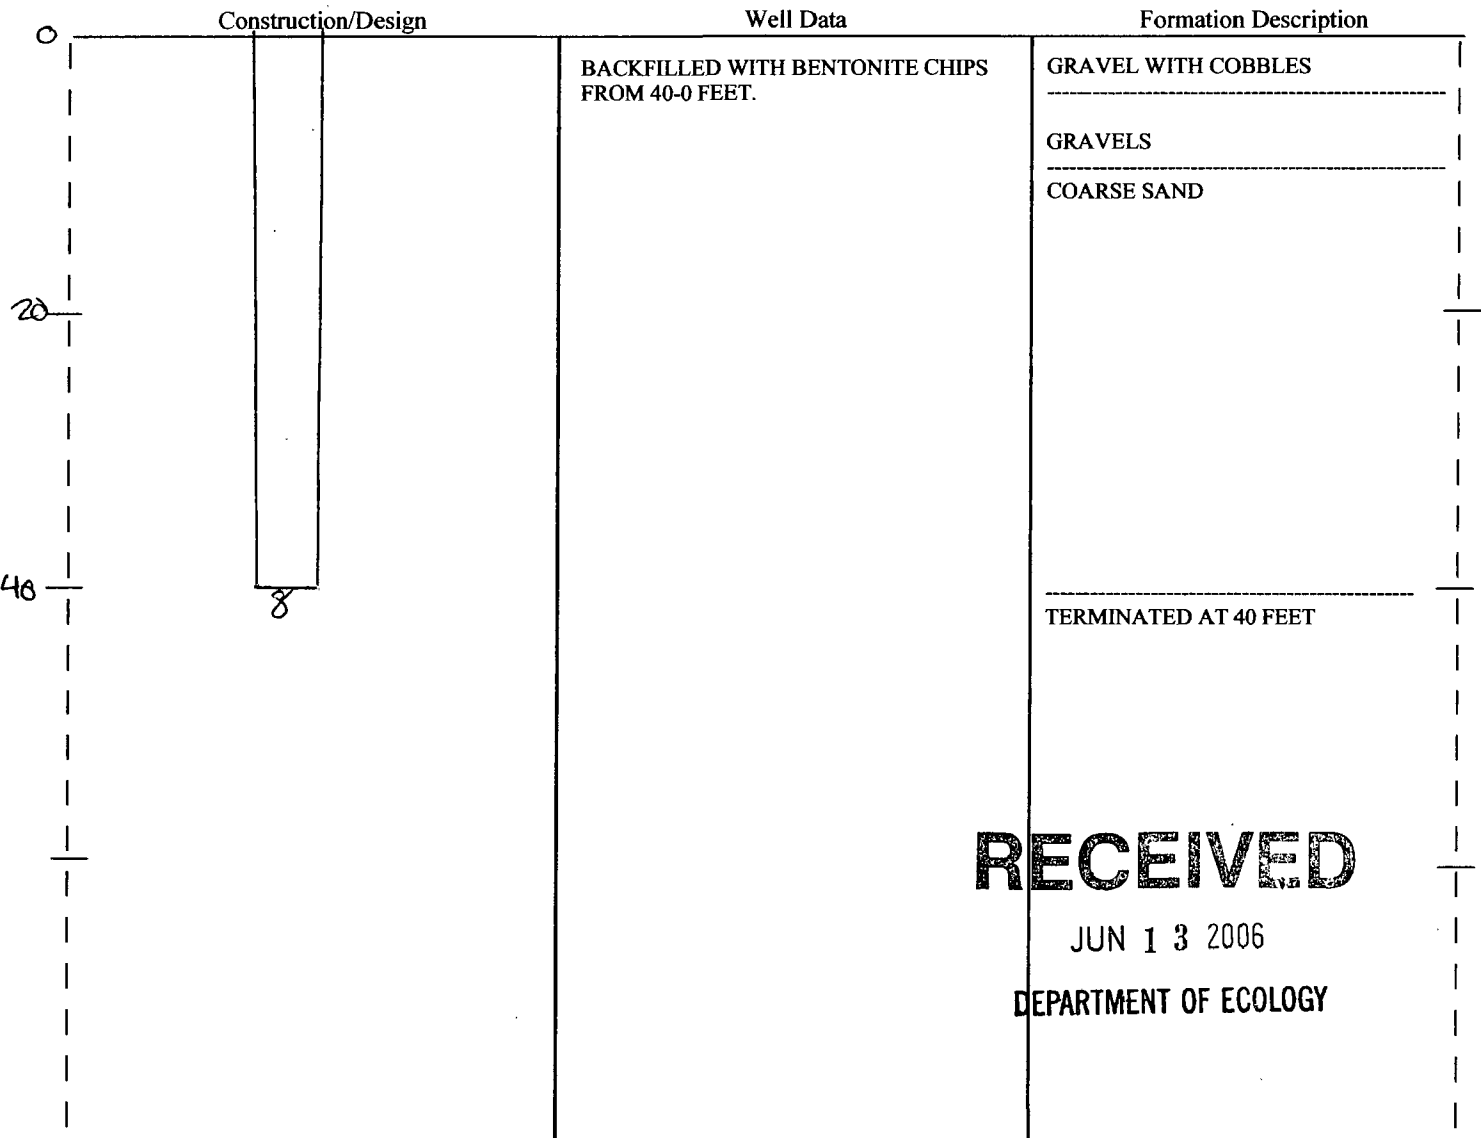 Construction/Design
Well Data
Formation Description
0
BACKFILLED WITH BENTONITE CHIPS
FROM 40-0 FEET.
GRAVEL WITH COBBLES
GRAVELS
COARSE SAND
20
40
8
TERMINATED AT 40 FEET
RECEIVED
JUN 13 2006
DEPARTMENT OF ECOLOGY